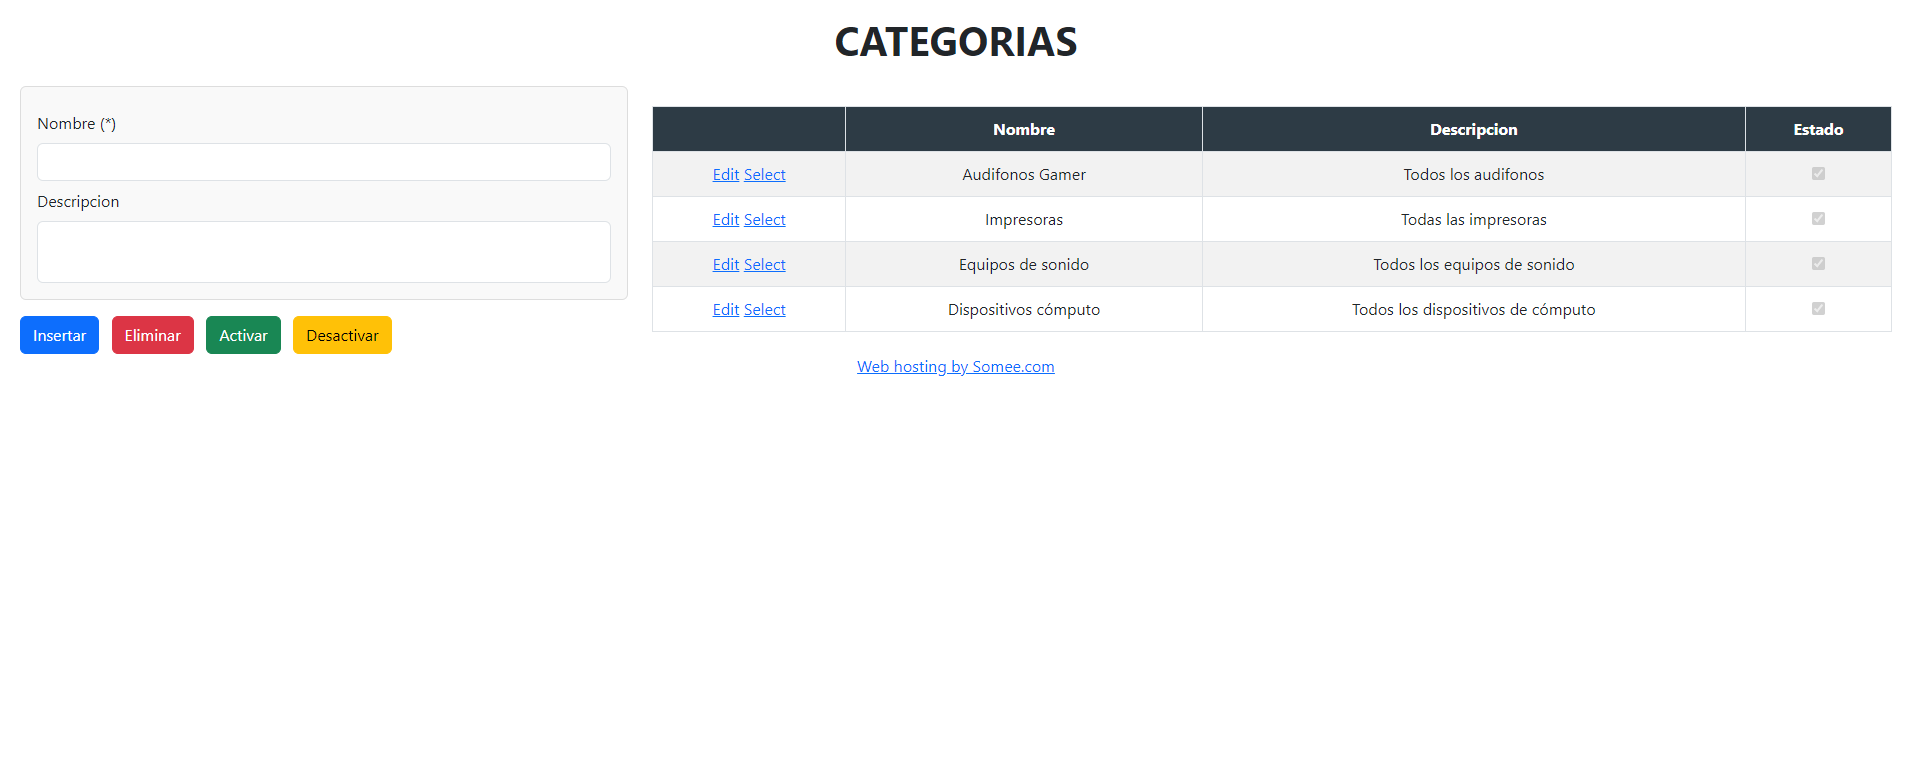 CATEGORIAS
Nombre (*)
Descripcion
Insertar Eliminar Activar Desactivar
Nombre Descripcion Estado
Edit Select Audifonos Gamer Todos los audifonos
Edit Select Impresoras Todas las impresoras
Edit Select Equipos de sonido Todos los equipos de sonido
Edit Select Dispositivos cómputo Todos los dispositivos de cómputo
Web hosting by Somee.com